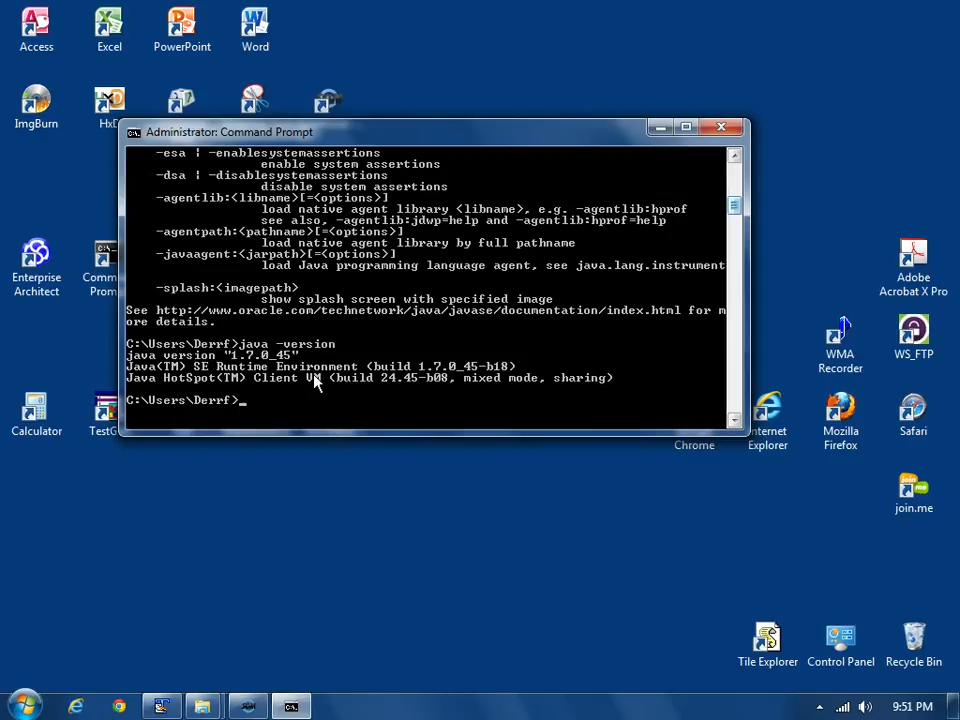 Access
Excel
PowerPoint
Word
ImgBurn
Administrator: Command Prompt
-esa | -enablesystemassertions
enable system assertions
-dsa | -disablesystemassertions
disable system assertions
-agentlib:<libname>[=<options>]
load native agent library <libname>, e.g. -agentlib:hprof
see also, -agentlib:jdwp=help and -agentlib:hprof=help
-agentpath:<pathname>[=<options>]
load native agent library by full pathname
-javaagent:<jarpath>[=<options>]
load Java programming language agent, see java.lang.instrument
-splash:<imagepath>
show splash screen with specified image
See http://www.oracle.com/technetwork/java/javase/documentation/index.html for m
ore details.
C:\Users\Derrf>java -version
java version "1.7.0_45"
Java(TM) SE Runtime Environment (build 1.7.0_45-b18)
Java HotSpot(TM) Client VM (build 24.45-b08, mixed mode, sharing)
C:\Users\Derrf>_
Enterprise
Architect
Comm
Prom
Adobe
Acrobat X Pro
WMA
Recorder
WS_FTP
Calculator
TestG
Chrome
Internet
Explorer
Mozilla
Firefox
Safari
join.me
Tile Explorer
Control Panel
Recycle Bin
9:51 PM